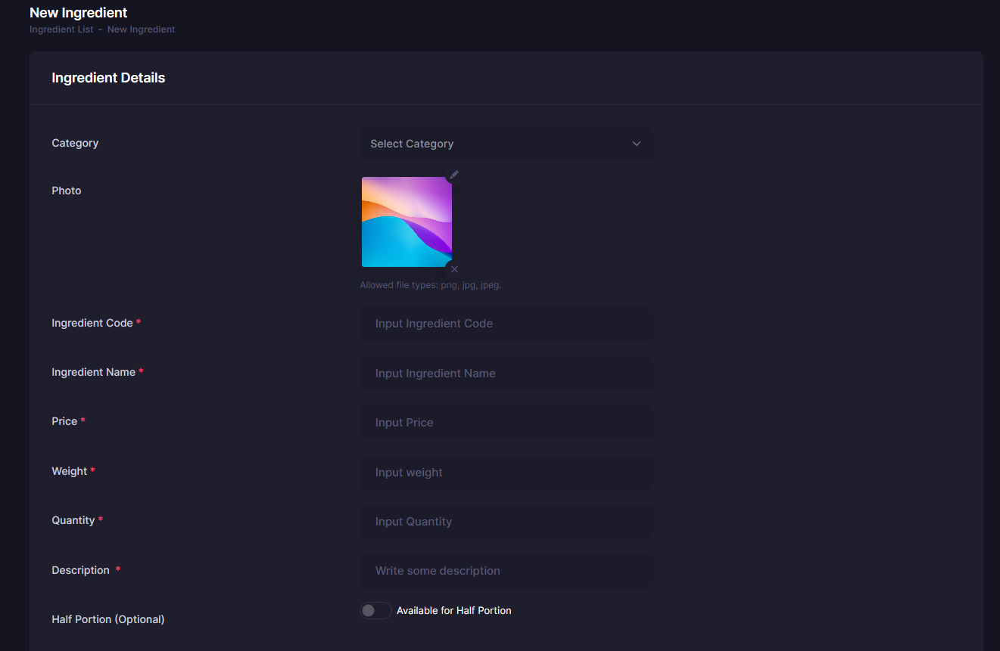 New Ingredient
Ingredient List - New Ingredient
Ingredient Details
Category
Select Category
Photo
Allowed file types: png, jpg, jpeg.
Ingredient Code *
Input Ingredient Code
Ingredient Name *
Input Ingredient Name
Price *
Input Price
Weight *
Input weight
Quantity *
Input Quantity
Description *
Write some description
Half Portion (Optional)
Available for Half Portion